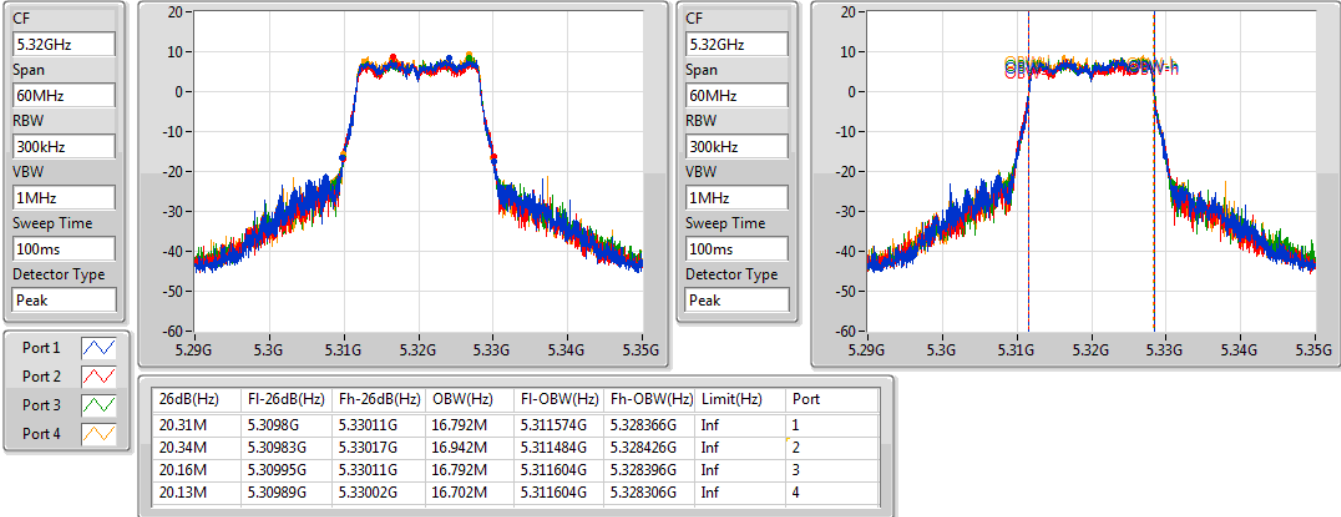 CF
5.32GHz
Span
60MHz
RBW
300kHz
VBW
1MHz
Sweep Time
100ms
Detector Type
Peak
Port 1
Port 2
Port 3
Port 4
20
10
0
-10
-20
-30
-40
-50
-60
5.29G 5.3G 5.31G 5.32G 5.33G 5.34G 5.35G
CF
5.32GHz
Span
60MHz
RBW
300kHz
VBW
1MHz
Sweep Time
100ms
Detector Type
Peak
20
10
0
-10
-20
-30
-40
-50
-60
5.29G 5.3G 5.31G 5.32G 5.33G 5.34G 5.35G
26dB(Hz) Fl-26dB(Hz) Fh-26dB(Hz) OBW(Hz) Fl-OBW(Hz) Fh-OBW(Hz) Limit(Hz) Port
20.31M 5.3098G 5.33011G 16.792M 5.311574G 5.328366G Inf 1
20.34M 5.30983G 5.33017G 16.942M 5.311484G 5.328426G Inf 2
20.16M 5.30995G 5.33011G 16.792M 5.311604G 5.328396G Inf 3
20.13M 5.30989G 5.33002G 16.702M 5.311604G 5.328306G Inf 4